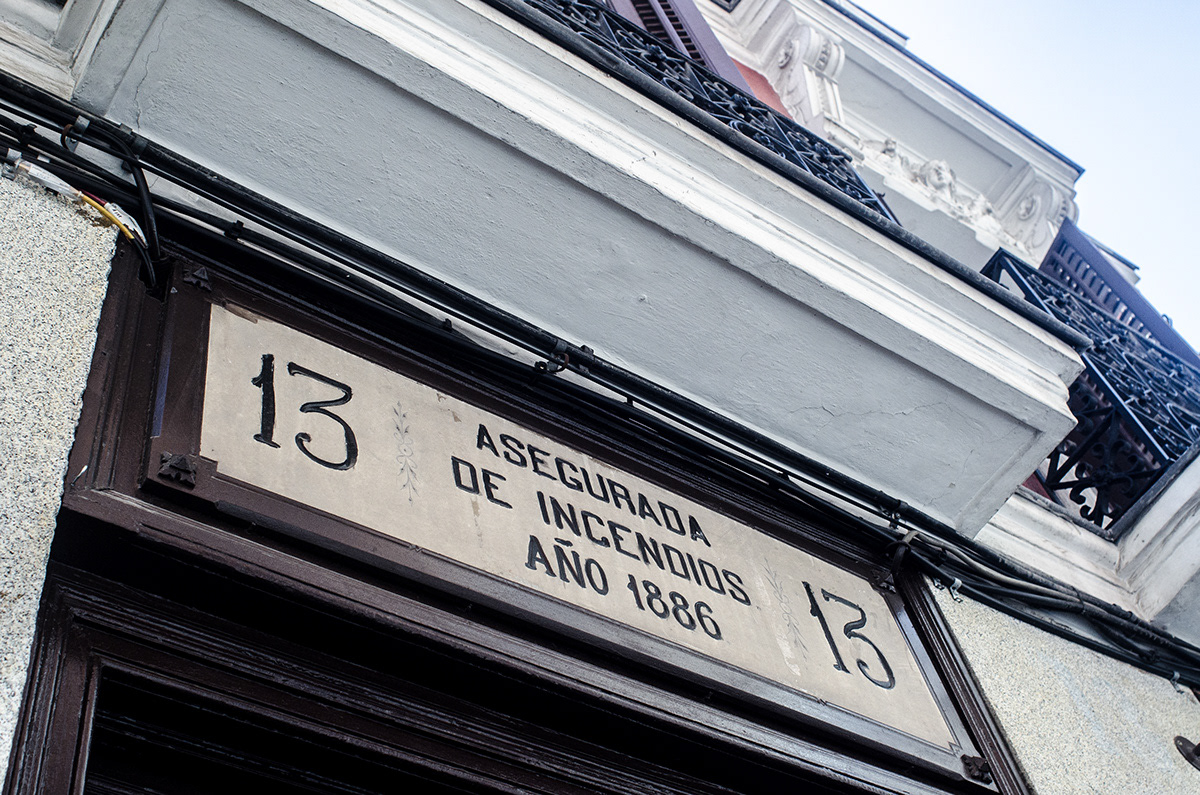 13
ASEGURADA
DE INCENDIOS
AÑO 1886
13